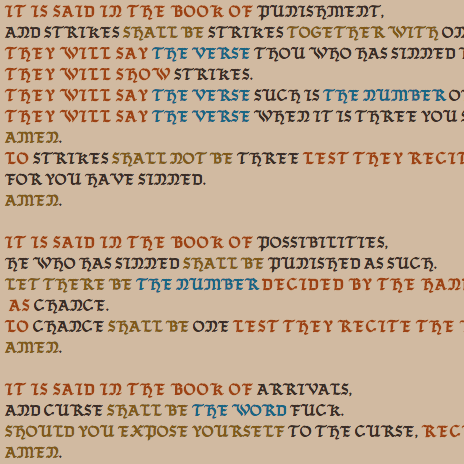 IT IS SAID IN THE BOOK OF PUNISHMENT,
AND STRIKES SHALL BE STRIKES TOGETHER WITH
THEY WILL SAY THE VERSE THOU WHO HAS SINNED
THEY WILL SHOW STRIKES.
THEY WILL SAY THE VERSE SUCH IS THE NUMBER
THEY WILL SAY THE VERSE WHEN IT IS THREE YOU
AMEN.
TO STRIKES SHALL NOT BE THREE LEST THEY
FOR YOU HAVE SINNED.
AMEN.
IT IS SAID IN THE BOOK OF POSSIBILITIES,
HE WHO HAS SINNED SHALL BE PUNISHED AS SUCH.
LET THERE BE THE NUMBER DECIDED BY THE
AS CHANCE.
TO CHANCE SHALL BE ONE LEST THEY RECITE THE
AMEN.
IT IS SAID IN THE BOOK OF ARRIVALS,
AND CURSE SHALL BE THE WORD FUCK.
SHOULD YOU EXPOSE YOURSELF TO THE CURSE,
AMEN.